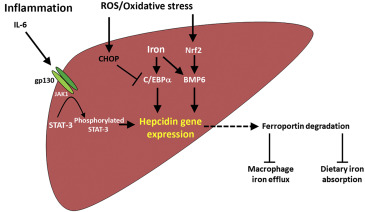 Inflammation
ROS/Oxidative stress
IL-6
gp130
JAK1
CHOP
Iron
Nrf2
C/EBPα
BMP6
STAT-3
Phosphorylated
STAT-3
Hepcidin gene
expression
Ferroportin degradation
Macrophage
iron efflux
Dietary iron
absorption